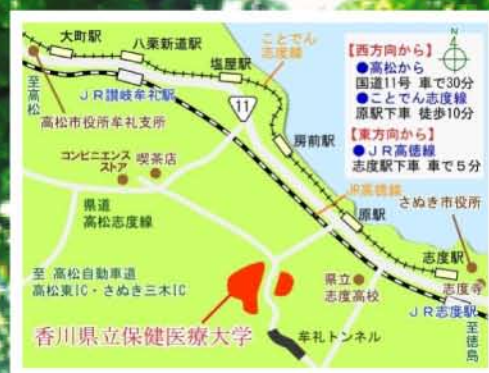 大町駅
八栗新道駅
塩屋駅
ことでん
志度線
N
【西方向から】
●高松から
国道11号 車で30分
●ことでん志度線
原駅下車 徒歩10分
【東方向から】
●JR高徳線
志度駅下車 車で5分
至高松
JR讃岐牟礼駅
高松市役所牟礼支所
11
房前駅
コンビニエンス
ストア
喫茶店
JR高徳線
さぬき市役所
県道
高松志度線
原駅
志度駅
至 高松自動車道
高松東IC・さぬき三木IC
県立
志度高校
志度寺
JR志度駅
香川県立保健医療大学
牟礼トンネル
至徳島